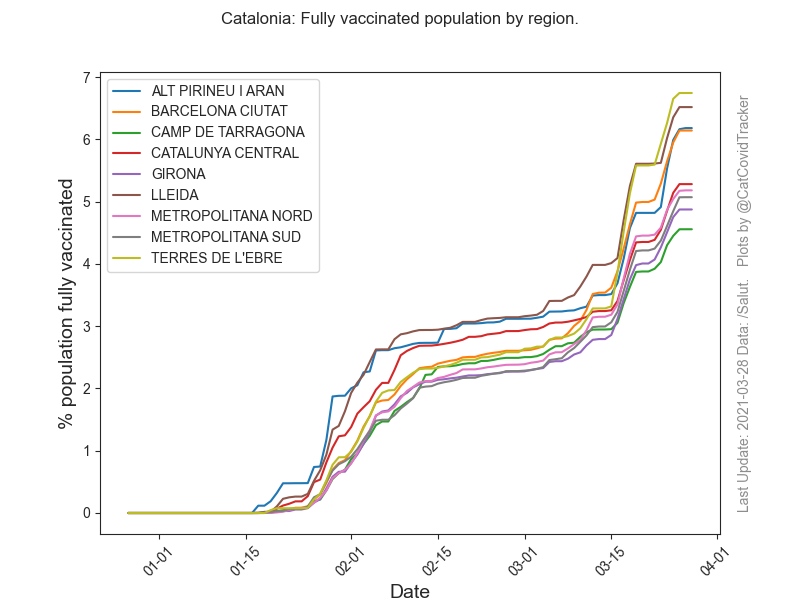 Catalonia: Fully vaccinated population by region.
7
6
5
4
3
2
1
0
% population fully vaccinated
ALT PIRINEU I ARAN
BARCELONA CIUTAT
CAMP DE TARRAGONA
CATALUNYA CENTRAL
GIRONA
LLEIDA
METROPOLITANA NORD
METROPOLITANA SUD
TERRES DE L'EBRE
01-01
01-15
02-01
02-15
03-01
03-15
04-01
Date
Last Update: 2021-03-28 Data: /Salut   Plots by @CatCovidTracker